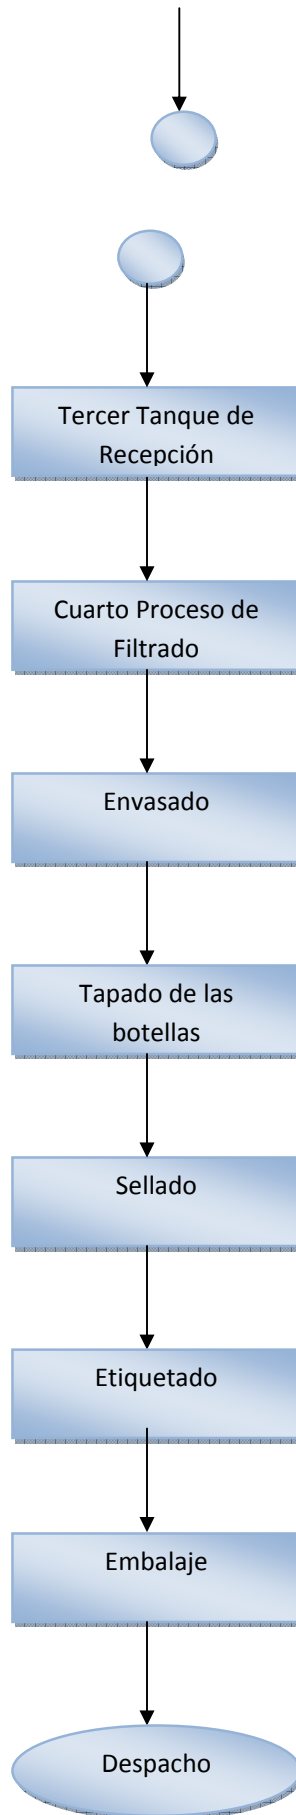 Tercer Tanque de
Recepción
Cuarto Proceso de
Filtrado
Envasado
Tapado de las
botellas
Sellado
Etiquetado
Embalaje
Despacho